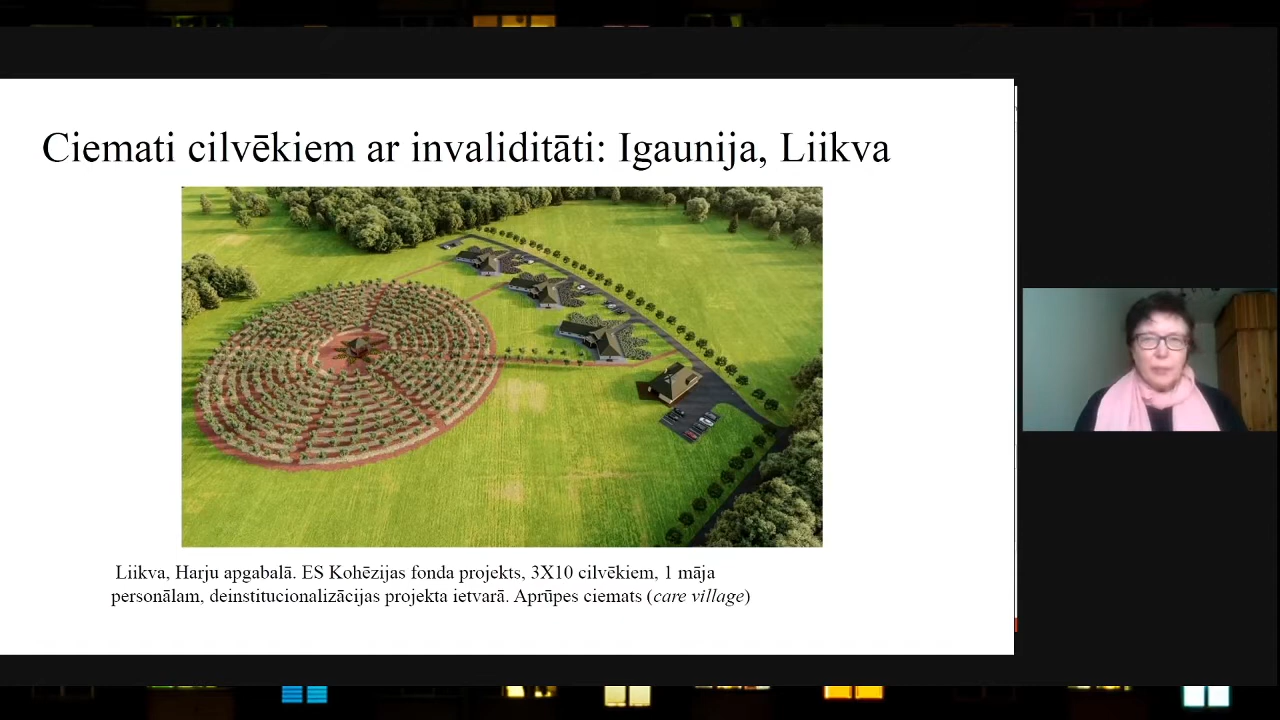 Ciemati cilvēkiem ar invaliditāti: Igaunija, Liikva
Liikva, Harju apgabalā. ES Kohēzijas fonda projekts, 3X10 cilvēkiem, 1 māja
personālam, deinstitucionalizācijas projekta ietvarā. Aprūpes ciemats (care village)